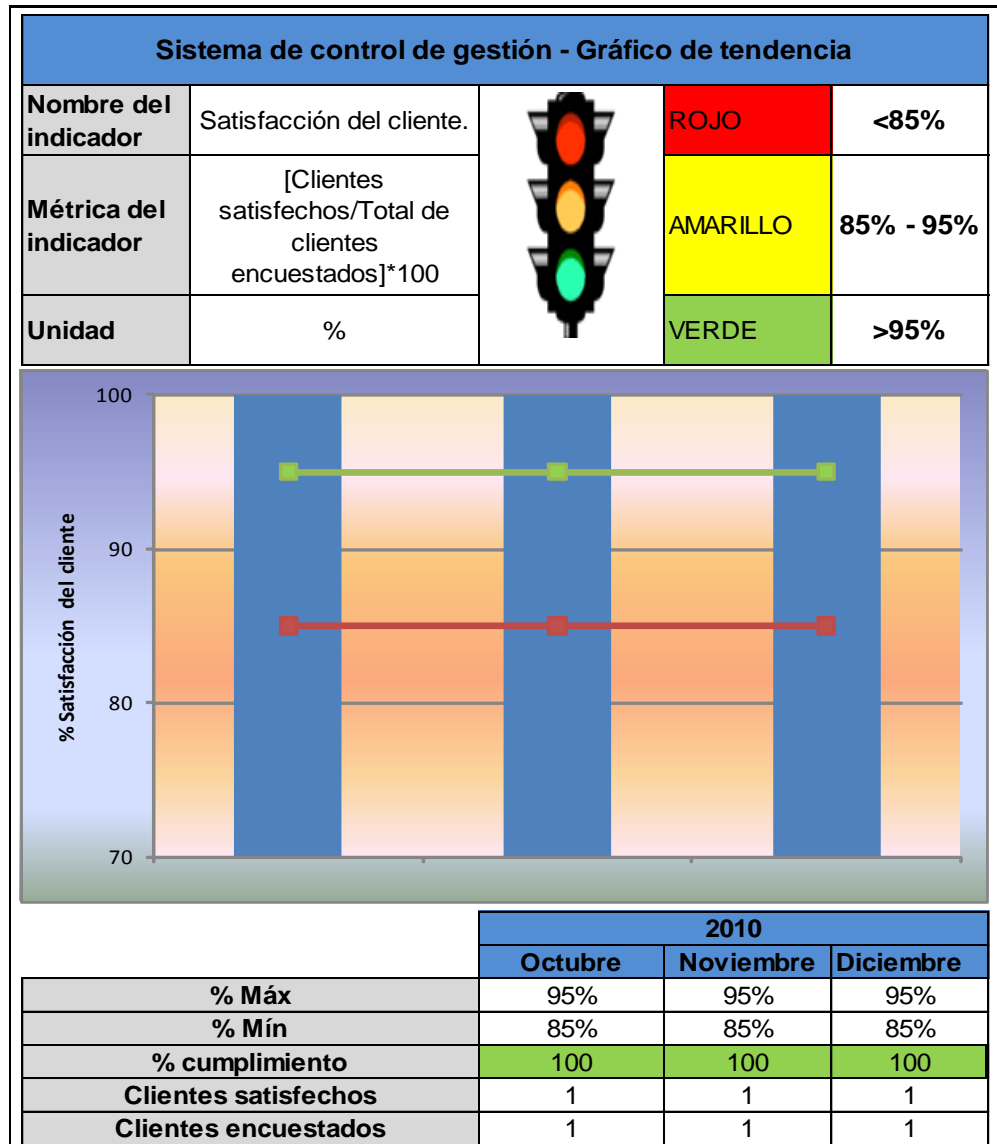 Sistema de control de gestión - Gráfico de tendencia
Nombre del
indicador
Satisfacción del cliente.
ROJO
<85%
Métrica del
indicador
[Clientes
satisfechos/Total de
clientes
encuestados]*100
AMARILLO
85% - 95%
Unidad
%
VERDE
>95%
% Satisfacción del cliente
100
90
80
70
2010
Octubre Noviembre Diciembre
% Máx 95% 95% 95%
% Mín 85% 85% 85%
% cumplimiento 100 100 100
Clientes satisfechos 1 1 1
Clientes encuestados 1 1 1